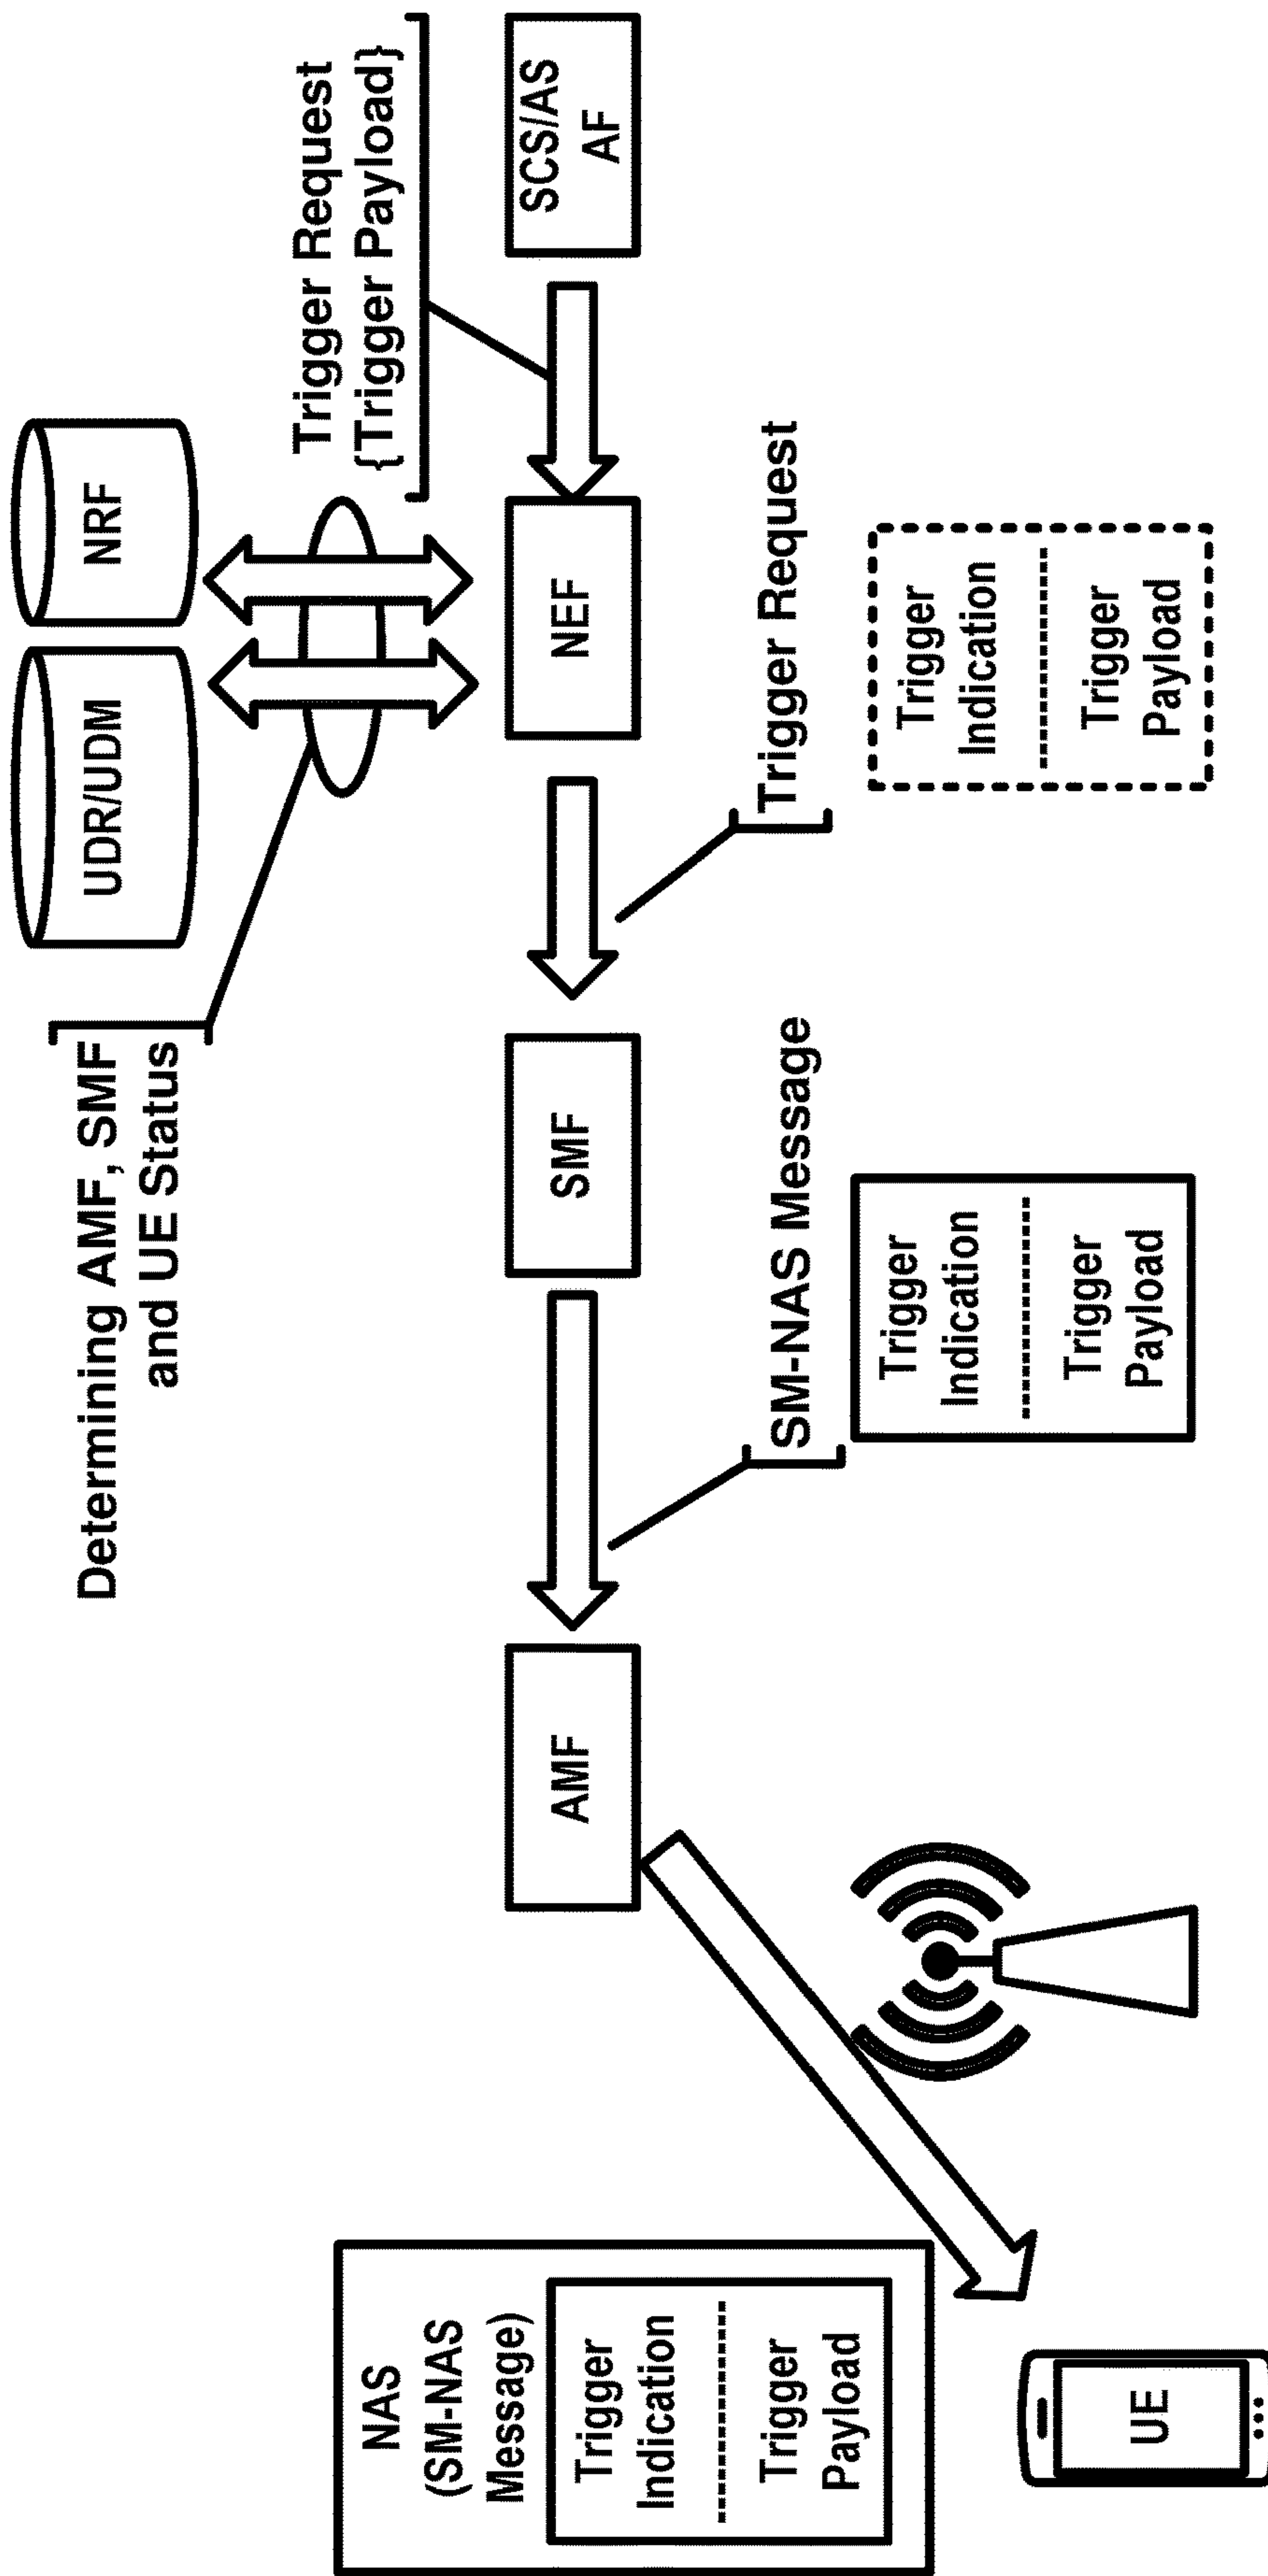 Determining AMF, SMF
and UE Status
UDR/UDM
NRF
Trigger Request
{Trigger Payload}
NAS
(SM-NAS
Message)
Trigger
Indication
Trigger
Payload
AMF
SMF
NEF
SCS/AS
AF
SM-NAS Message
Trigger
Indication
Trigger
Payload
Trigger Request
Trigger
Indication
Trigger
Payload
UE